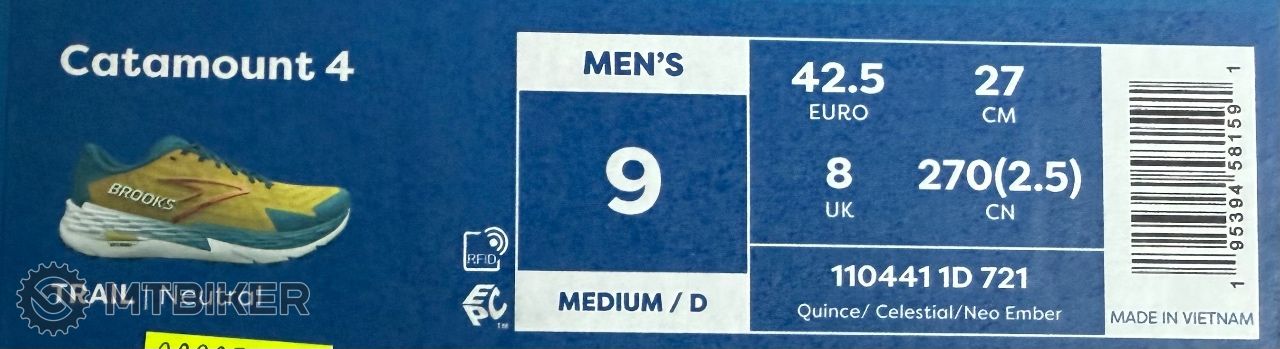 Catamount 4
BROOKS
TRAIL | Neutral
MTBIKER
RFID
EPC
TM
MEN'S
9
MEDIUM / D
42.5
EURO
27
CM
8
UK
270(2.5)
CN
110441 1D 721
Quince/ Celestial/Neo Ember
1 95394 58159 1
MADE IN VIETNAM